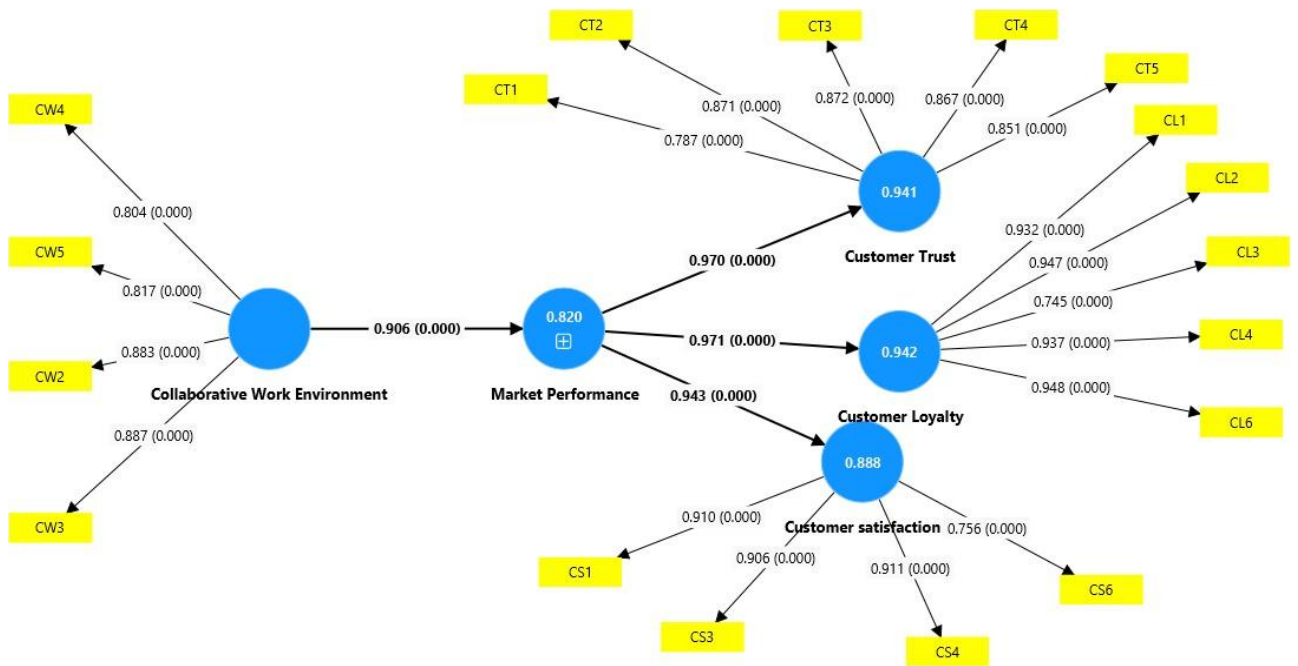 CT2
CT3
CT4
CT1
CT5
CW4
CL1
0.871 (0.000)
0.872 (0.000)
0.867 (0.000)
0.851 (0.000)
0.787 (0.000)
CL2
0.804 (0.000)
0.941
0.932 (0.000)
CW5
Customer Trust
0.947 (0.000)
CL3
0.970 (0.000)
0.817 (0.000)
0.745 (0.000)
0.820
0.906 (0.000)
0.971 (0.000)
0.942
0.937 (0.000)
CL4
0.883 (0.000)
CW2
Collaborative Work Environment
Market Performance
0.943 (0.000)
0.948 (0.000)
Customer Loyalty
CL6
0.887 (0.000)
0.888
CW3
0.910 (0.000)
Customer satisfaction
0.756 (0.000)
0.906 (0.000)
0.911 (0.000)
CS1
CS6
CS3
CS4